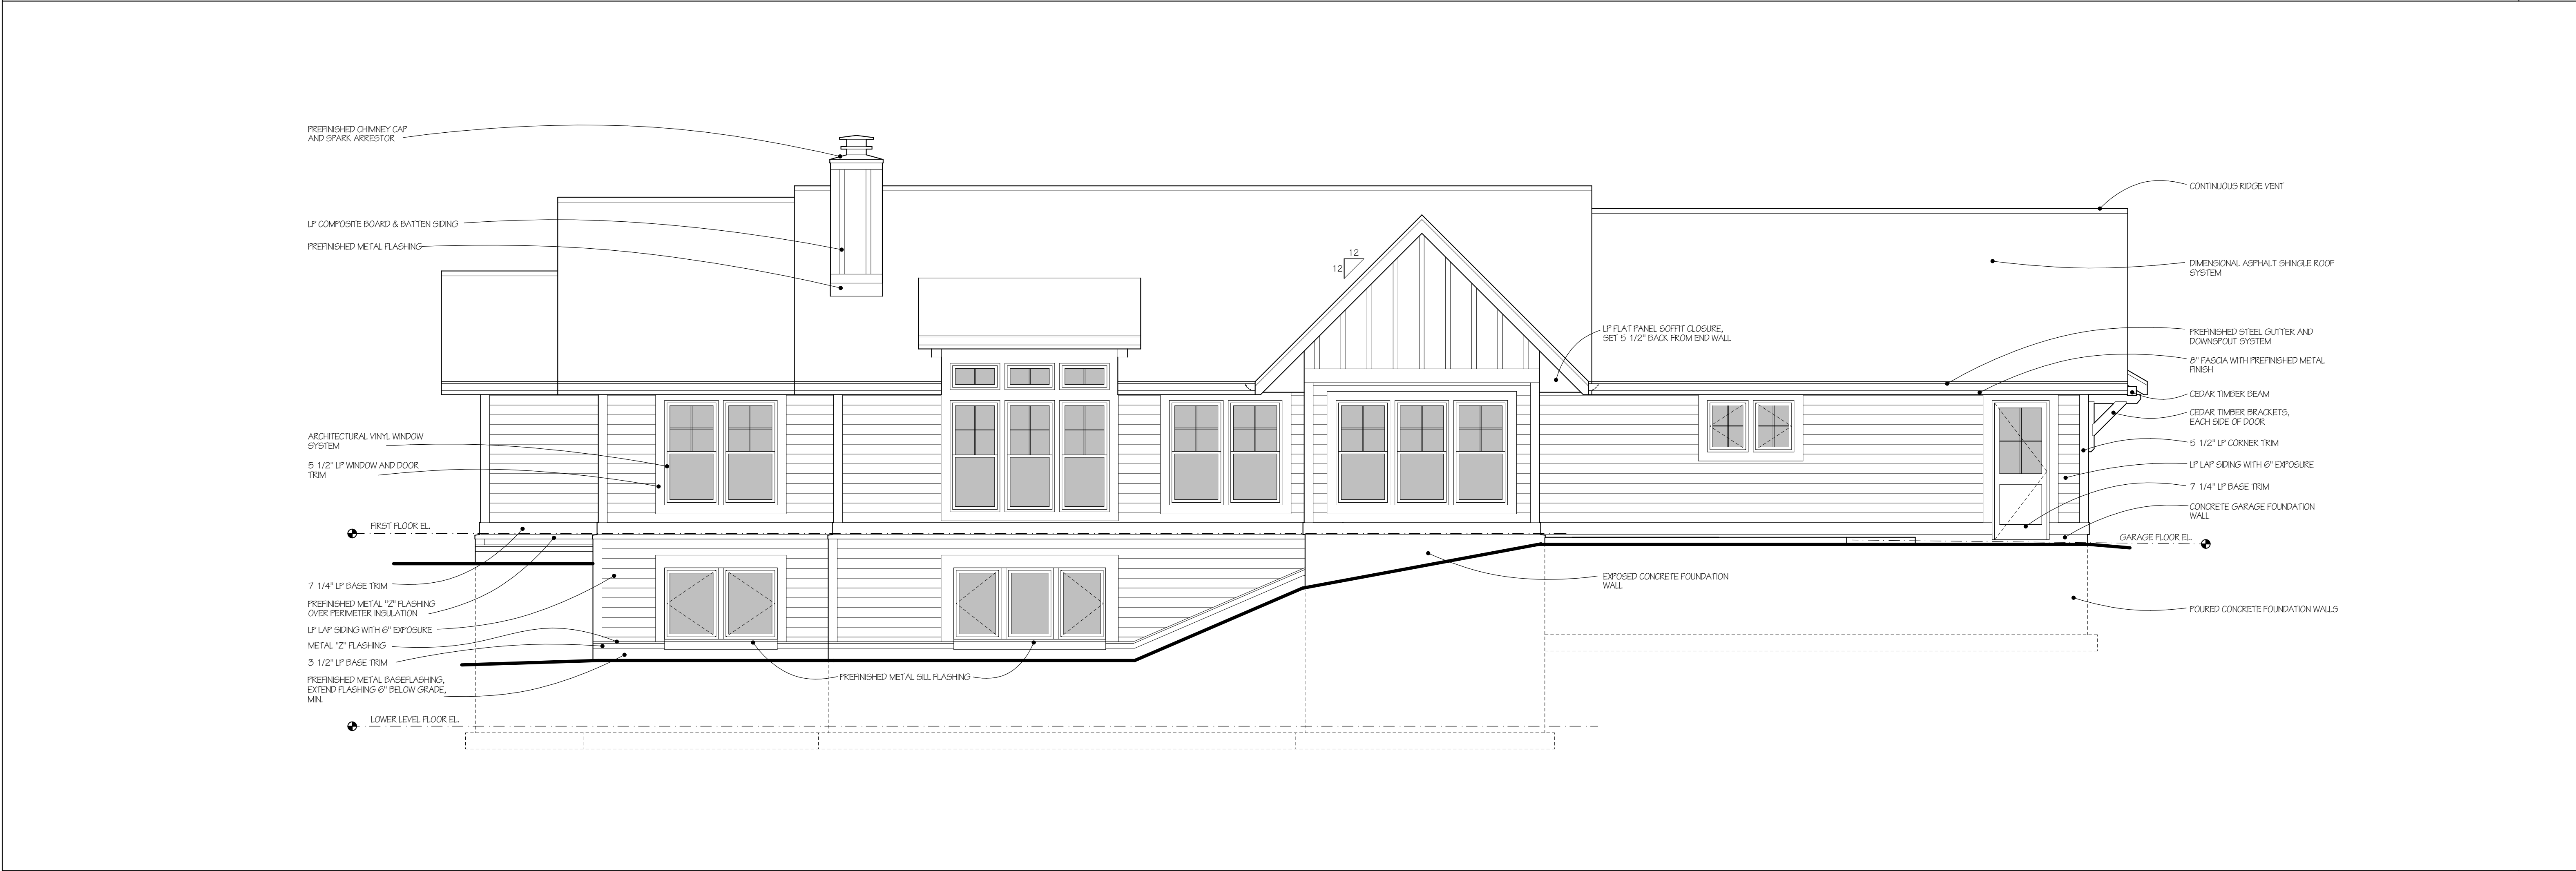 PREFINISHED CHIMNEY CAP
AND SPARK ARRESTOR
LP COMPOSITE BOARD & BATTEN SIDING
PREFINISHED METAL FLASHING
ARCHITECTURAL VINYL WINDOW
SYSTEM
5 1/2" LP WINDOW AND DOOR
TRIM
FIRST FLOOR EL.
7 1/4" LP BASE TRIM
PREFINISHED METAL "Z" FLASHING
OVER PERIMETER INSULATION
LP LAP SIDING WITH 6" EXPOSURE
METAL "Z" FLASHING
3 1/2" LP BASE TRIM
PREFINISHED METAL BASEFLASHING,
EXTEND FLASHING 6" BELOW GRADE,
MIN.
LOWER LEVEL FLOOR EL.
PREFINISHED METAL SILL FLASHING
12
12
LP FLAT PANEL SOFFIT CLOSURE,
SET 5 1/2" BACK FROM END WALL
EXPOSED CONCRETE FOUNDATION
WALL
CONTINUOUS RIDGE VENT
DIMENSIONAL ASPHALT SHINGLE ROOF
SYSTEM
PREFINISHED STEEL GUTTER AND
DOWNSPOUT SYSTEM
8" FASCIA WITH PREFINISHED METAL
FINISH
CEDAR TIMBER BEAM
CEDAR TIMBER BRACKETS,
EACH SIDE OF DOOR
5 1/2" LP CORNER TRIM
LP LAP SIDING WITH 6" EXPOSURE
7 1/4" LP BASE TRIM
CONCRETE GARAGE FOUNDATION
WALL
GARAGE FLOOR EL.
POURED CONCRETE FOUNDATION WALLS